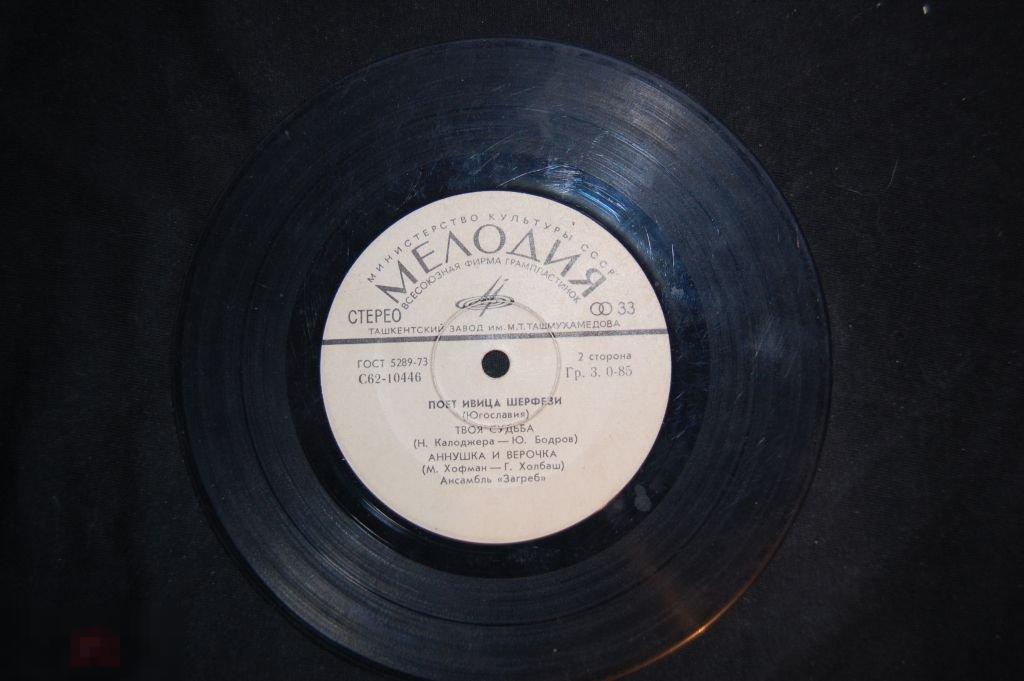 МИНИСТЕРСТВО КУЛЬТУРЫ СССР
МЕЛОДИЯ
ВСЕСОЮЗНАЯ ФИРМА ГРАМПЛАСТИНОК
СТЕРЕО
33
ТАШКЕНТСКИЙ ЗАВОД им. М.Т.ТАШМУХАМЕДОВА
ГОСТ 5289-73
2 сторона
С62-10446
Гр. 3. 0-85
ПОЕТ ИВИЦА ШЕРФЕЗИ
(Югославия)
ТВОЯ СУДЬБА
(Н. Калоджера — Ю. Бодров)
АННУШКА И ВЕРОЧКА
(М. Хофман — Г. Холбаш)
Ансамбль «Загреб»